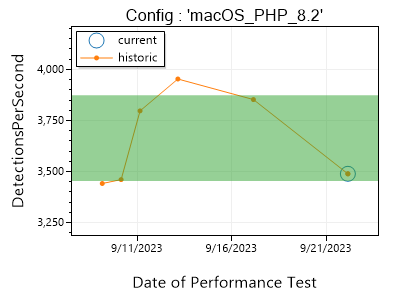 Config : 'macOS_PHP_8.2'
current
historic
DetectionsPerSecond
4,000
3,750
3,500
3,250
9/11/2023 9/16/2023 9/21/2023
Date of Performance Test